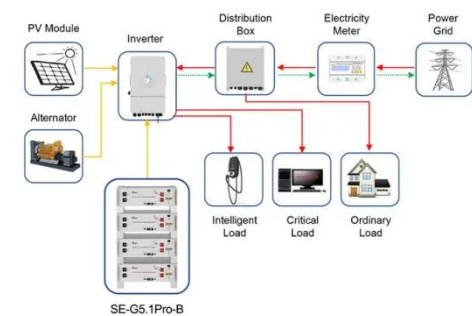 PV Module
Inverter
Distribution
Box
Electricity
Meter
Power
Grid
Alternator
Intelligent
Load
Critical
Load
Ordinary
Load
SE-G5.1Pro-B